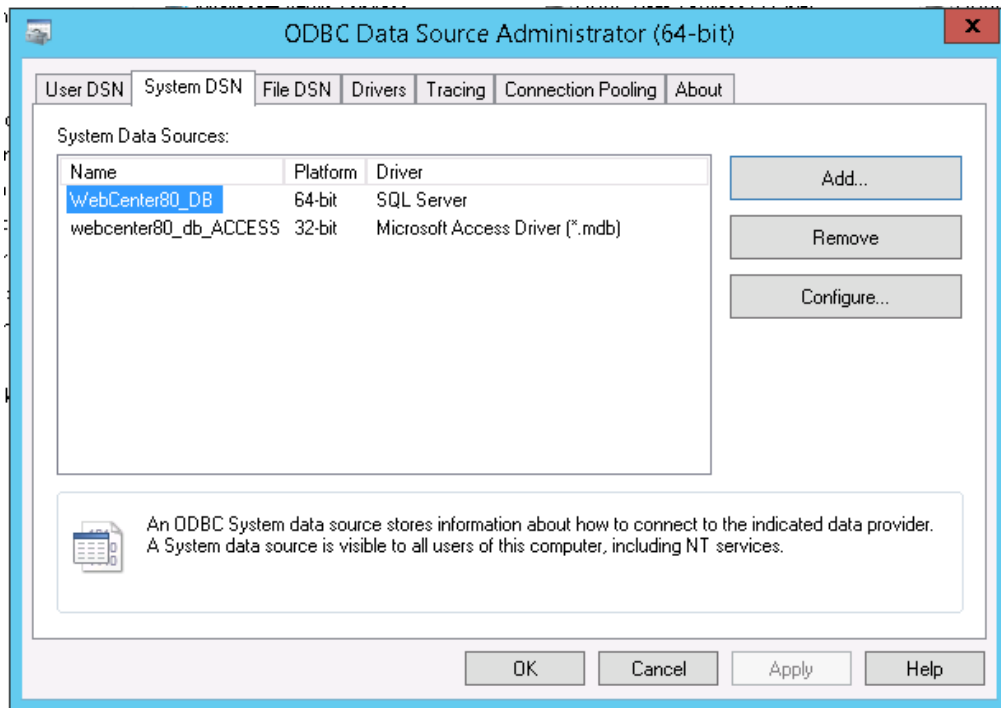 ODBC Data Source Administrator (64-bit)
x
User DSN System DSN File DSN Drivers Tracing Connection Pooling About
System Data Sources:
Name Platform Driver
WebCenter80_DB 64-bit SQL Server
webcenter80_db_ACCESS 32-bit Microsoft Access Driver (*.mdb)
Add...
Remove
Configure...
An ODBC System data source stores information about how to connect to the indicated data provider.
A System data source is visible to all users of this computer, including NT services.
OK Cancel Apply Help